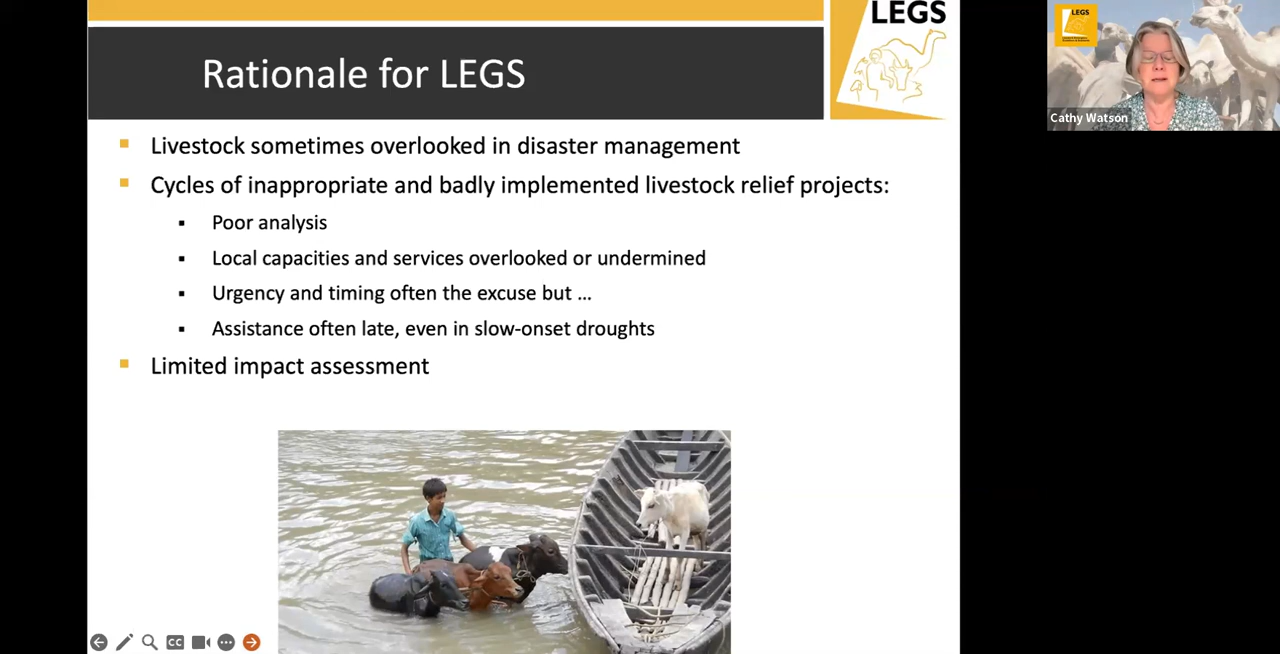 Rationale for LEGS
LEGS
Livestock sometimes overlooked in disaster management
Cycles of inappropriate and badly implemented livestock relief projects:
Poor analysis
Local capacities and services overlooked or undermined
Urgency and timing often the excuse but ...
Assistance often late, even in slow-onset droughts
Limited impact assessment
CC
LEGS
Cathy Watson